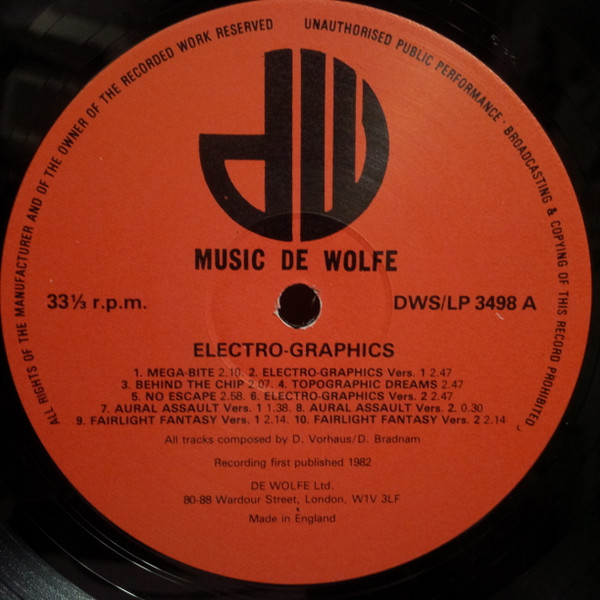 ALL RIGHTS OF THE MANUFACTURER AND OF THE OWNER OF THE RECORDED WORK RESERVED
UNAUTHORISED PUBLIC PERFORMANCE · BROADCASTING & COPYING OF THIS RECORD PROHIBITED
dW
MUSIC DE WOLFE
33⅓ r.p.m.
DWS/LP 3498 A
ELECTRO-GRAPHICS
1. MEGA-BITE 2.10. 2. ELECTRO-GRAPHICS Vers. 1 2.47
3. BEHIND THE CHIP 2.07. 4. TOPOGRAPHIC DREAMS 2.47
5. NO ESCAPE 2.58. 6. ELECTRO-GRAPHICS Vers. 2 2.47
7. AURAL ASSAULT Vers. 1 1.38. 8. AURAL ASSAULT Vers. 2. 0.30
9. FAIRLIGHT FANTASY Vers. 1 2.14. 10. FAIRLIGHT FANTASY Vers. 2 2.14
All tracks composed by D. Vorhaus/D. Bradnam
Recording first published 1982
DE WOLFE Ltd.
80-88 Wardour Street, London, W1V 3LF
Made in England